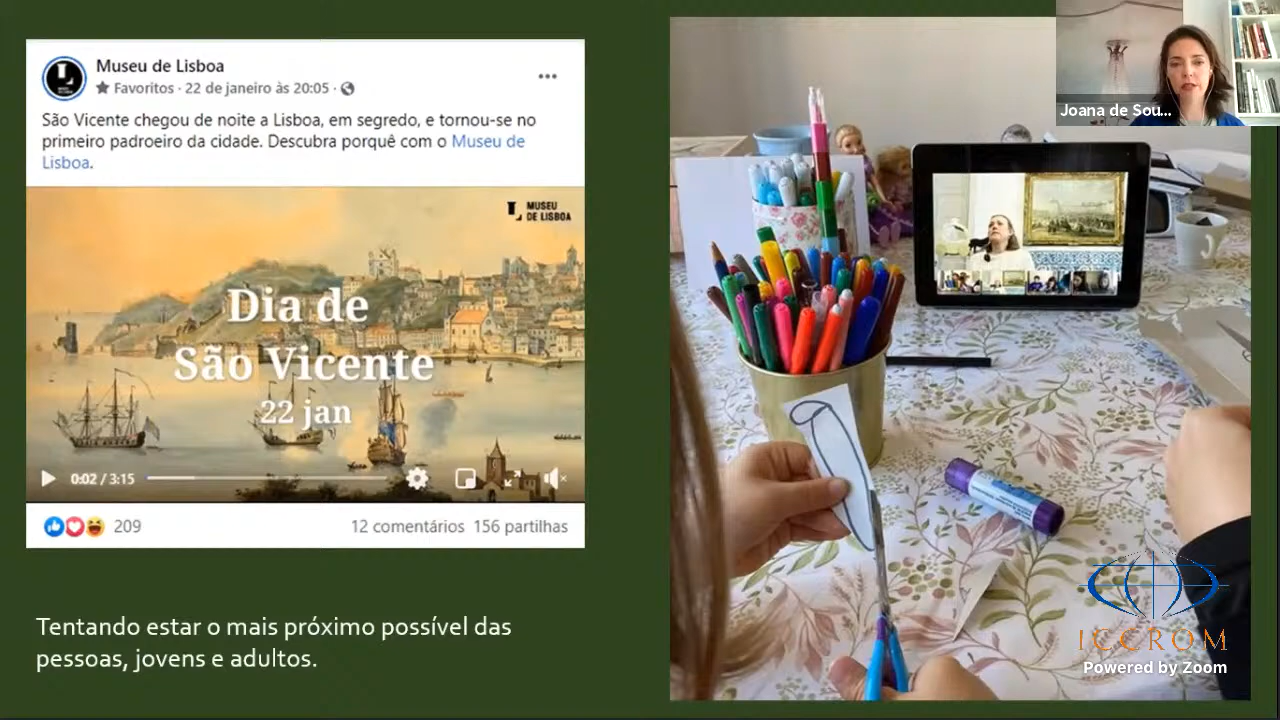 Museu de Lisboa
Favoritos · 22 de janeiro às 20:05 ·
São Vicente chegou de noite a Lisboa, em segredo, e tornou-se no
primeiro padroeiro da cidade. Descubra porquê com o Museu de
Lisboa.
MUSEU
DE LISBOA
Dia de
São Vicente
22 jan
0:02 / 3:15
209
12 comentários 156 partilhas
Tentando estar o mais próximo possível das
pessoas, jovens e adultos.
Joana de Sou...
ICCROM
Powered by Zoom